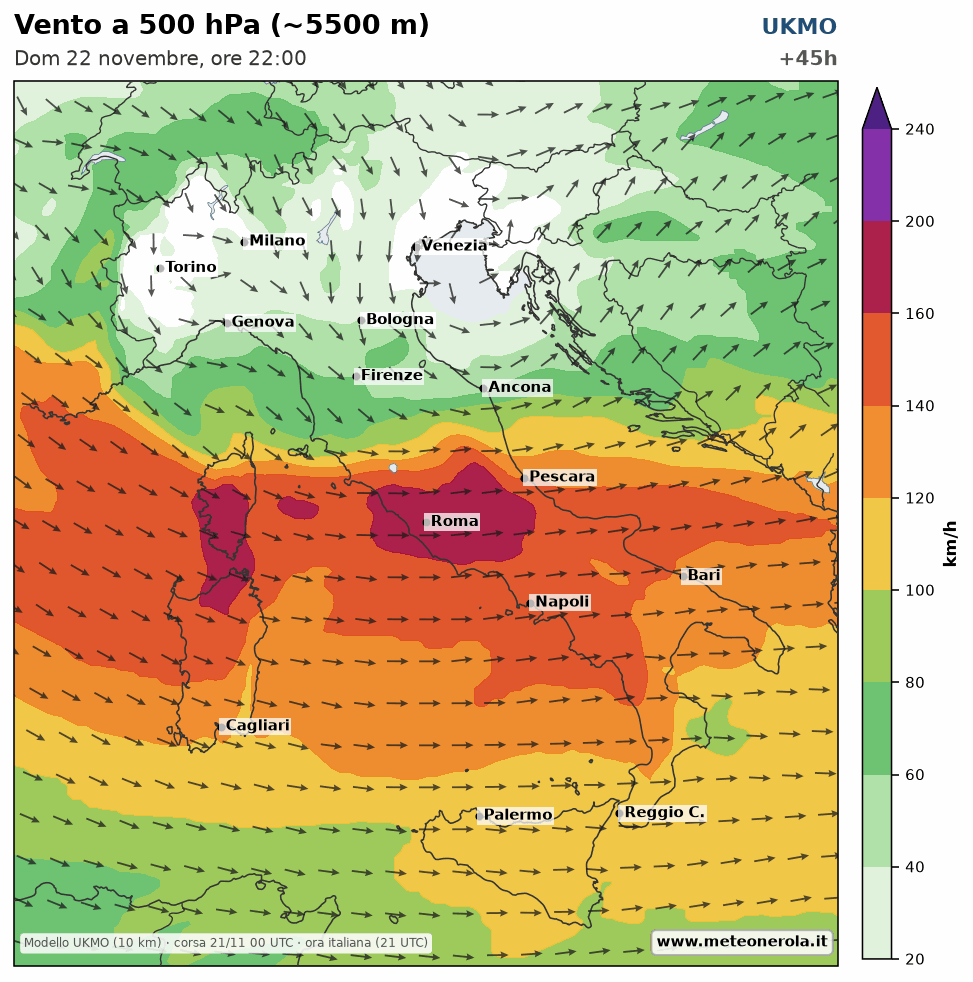 Vento a 500 hPa (~5500 m)
UKMO
Dom 22 novembre, ore 22:00
+45h
240
200
160
140
120
100
80
60
40
20
km/h
Milano
Venezia
Torino
Genova
Bologna
Firenze
Ancona
Pescara
Roma
Bari
Napoli
Cagliari
Palermo
Reggio C.
Modello UKMO (10 km) · corsa 21/11 00 UTC · ora italiana (21 UTC)
www.meteonerola.it